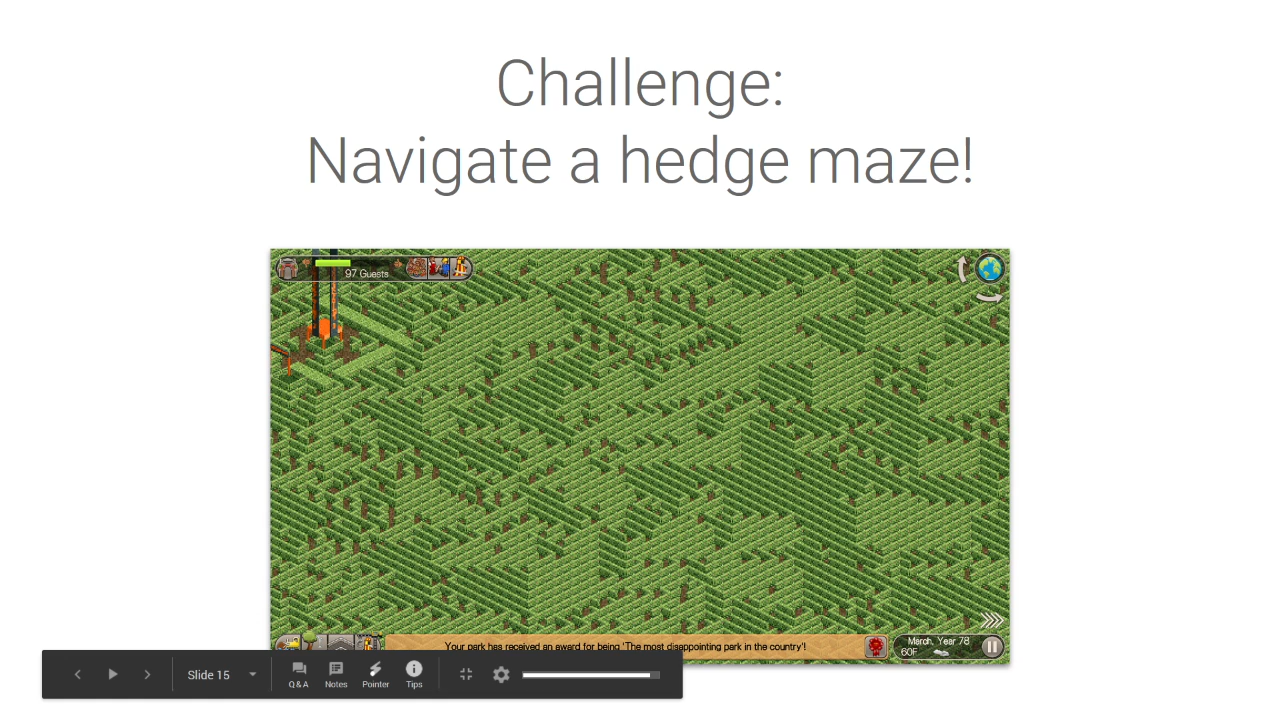 Challenge:
Navigate a hedge maze!
97 Guests
Your park has received an award for being 'The most disappointing park in the country'!
March, Year 78
60F
Slide 15
Q&A
Notes
Pointer
Tips